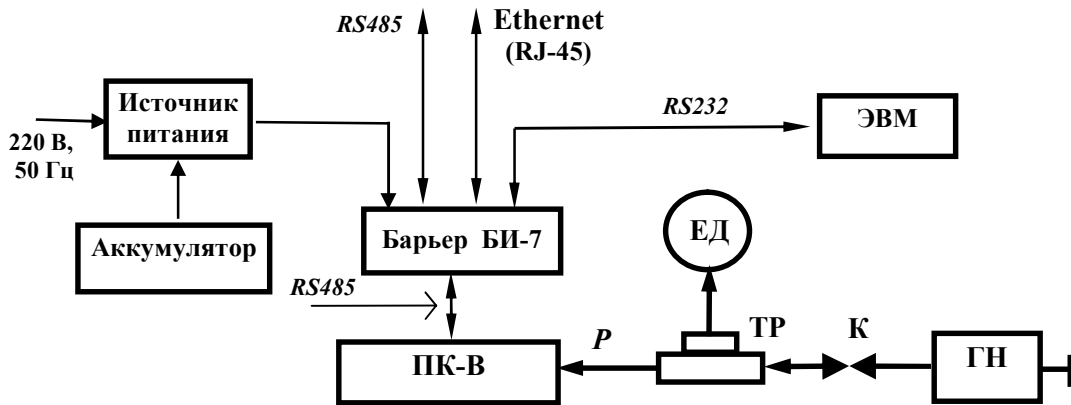 RS485
Ethernet
(RJ-45)
Источник
питания
220 В,
50 Гц
RS232
ЭВМ
Аккумулятор
Барьер БИ-7
ЕД
RS485
ПК-В
Р
ТР
К
ГН